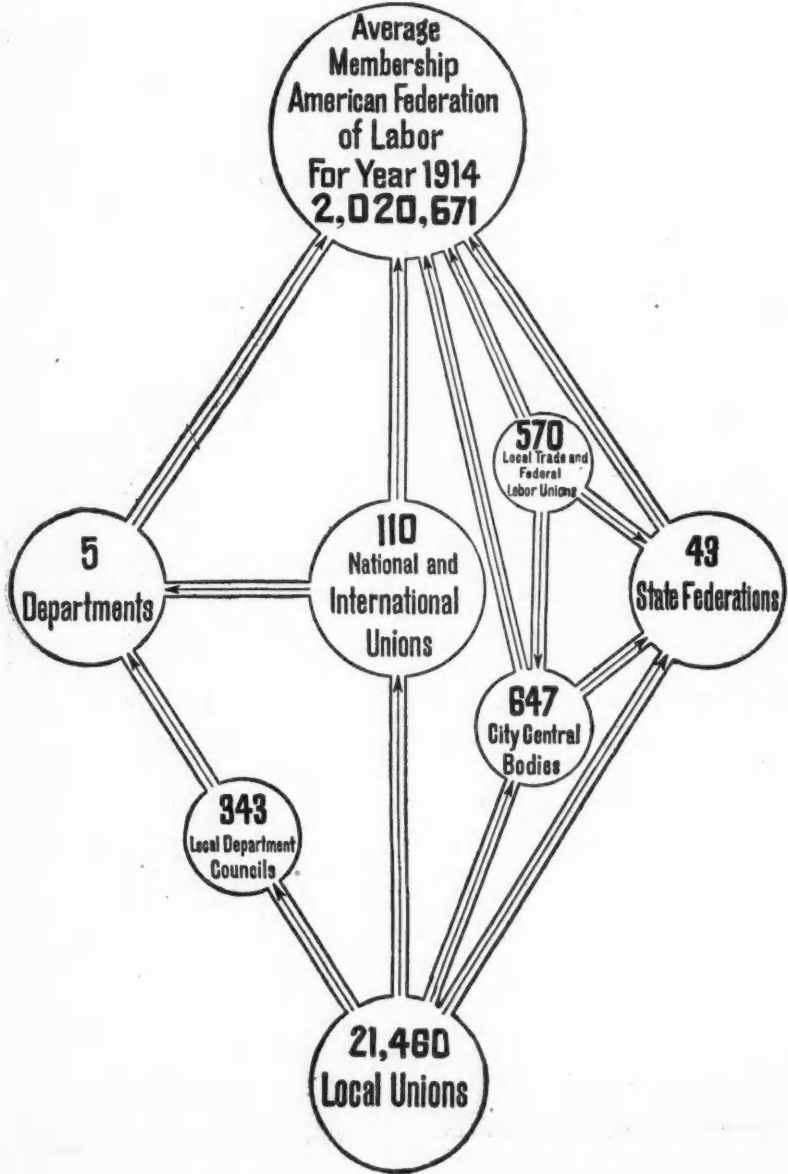 Average
Membership
American Federation
of Labor
For Year 1914
2,020,671
570
Local Trade and
Federal
Labor Unions
5
Departments
110
National and
International
Unions
43
State Federations
647
City Central
Bodies
343
Local Department
Councils
21,460
Local Unions